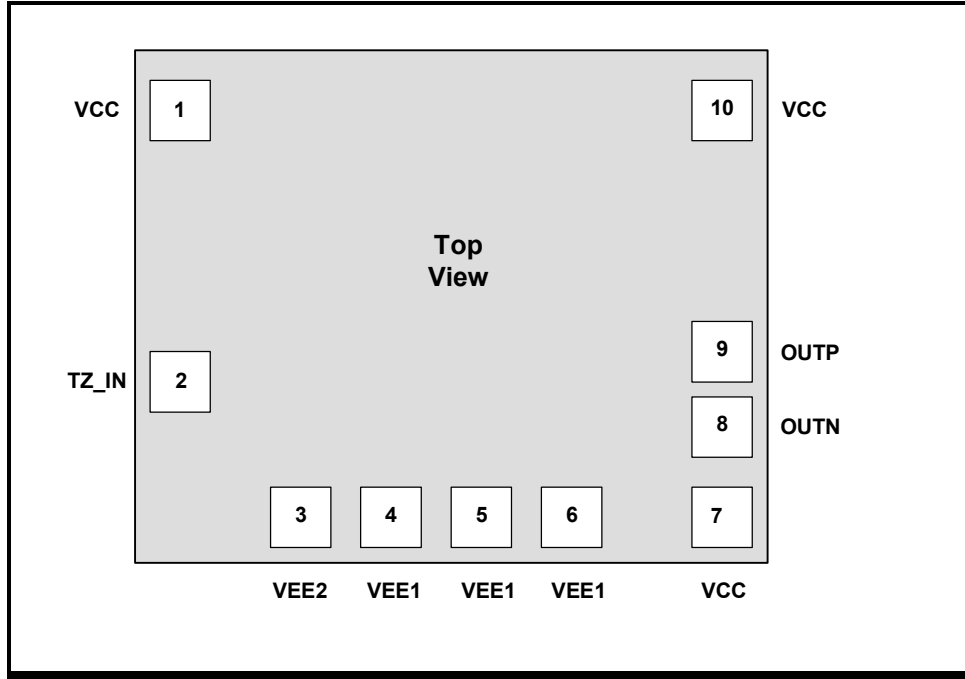 VCC 1 10 VCC
Top
View
9 OUTP
TZ_IN 2
8 OUTN
3 4 5 6 7
VEE2 VEE1 VEE1 VEE1 VCC